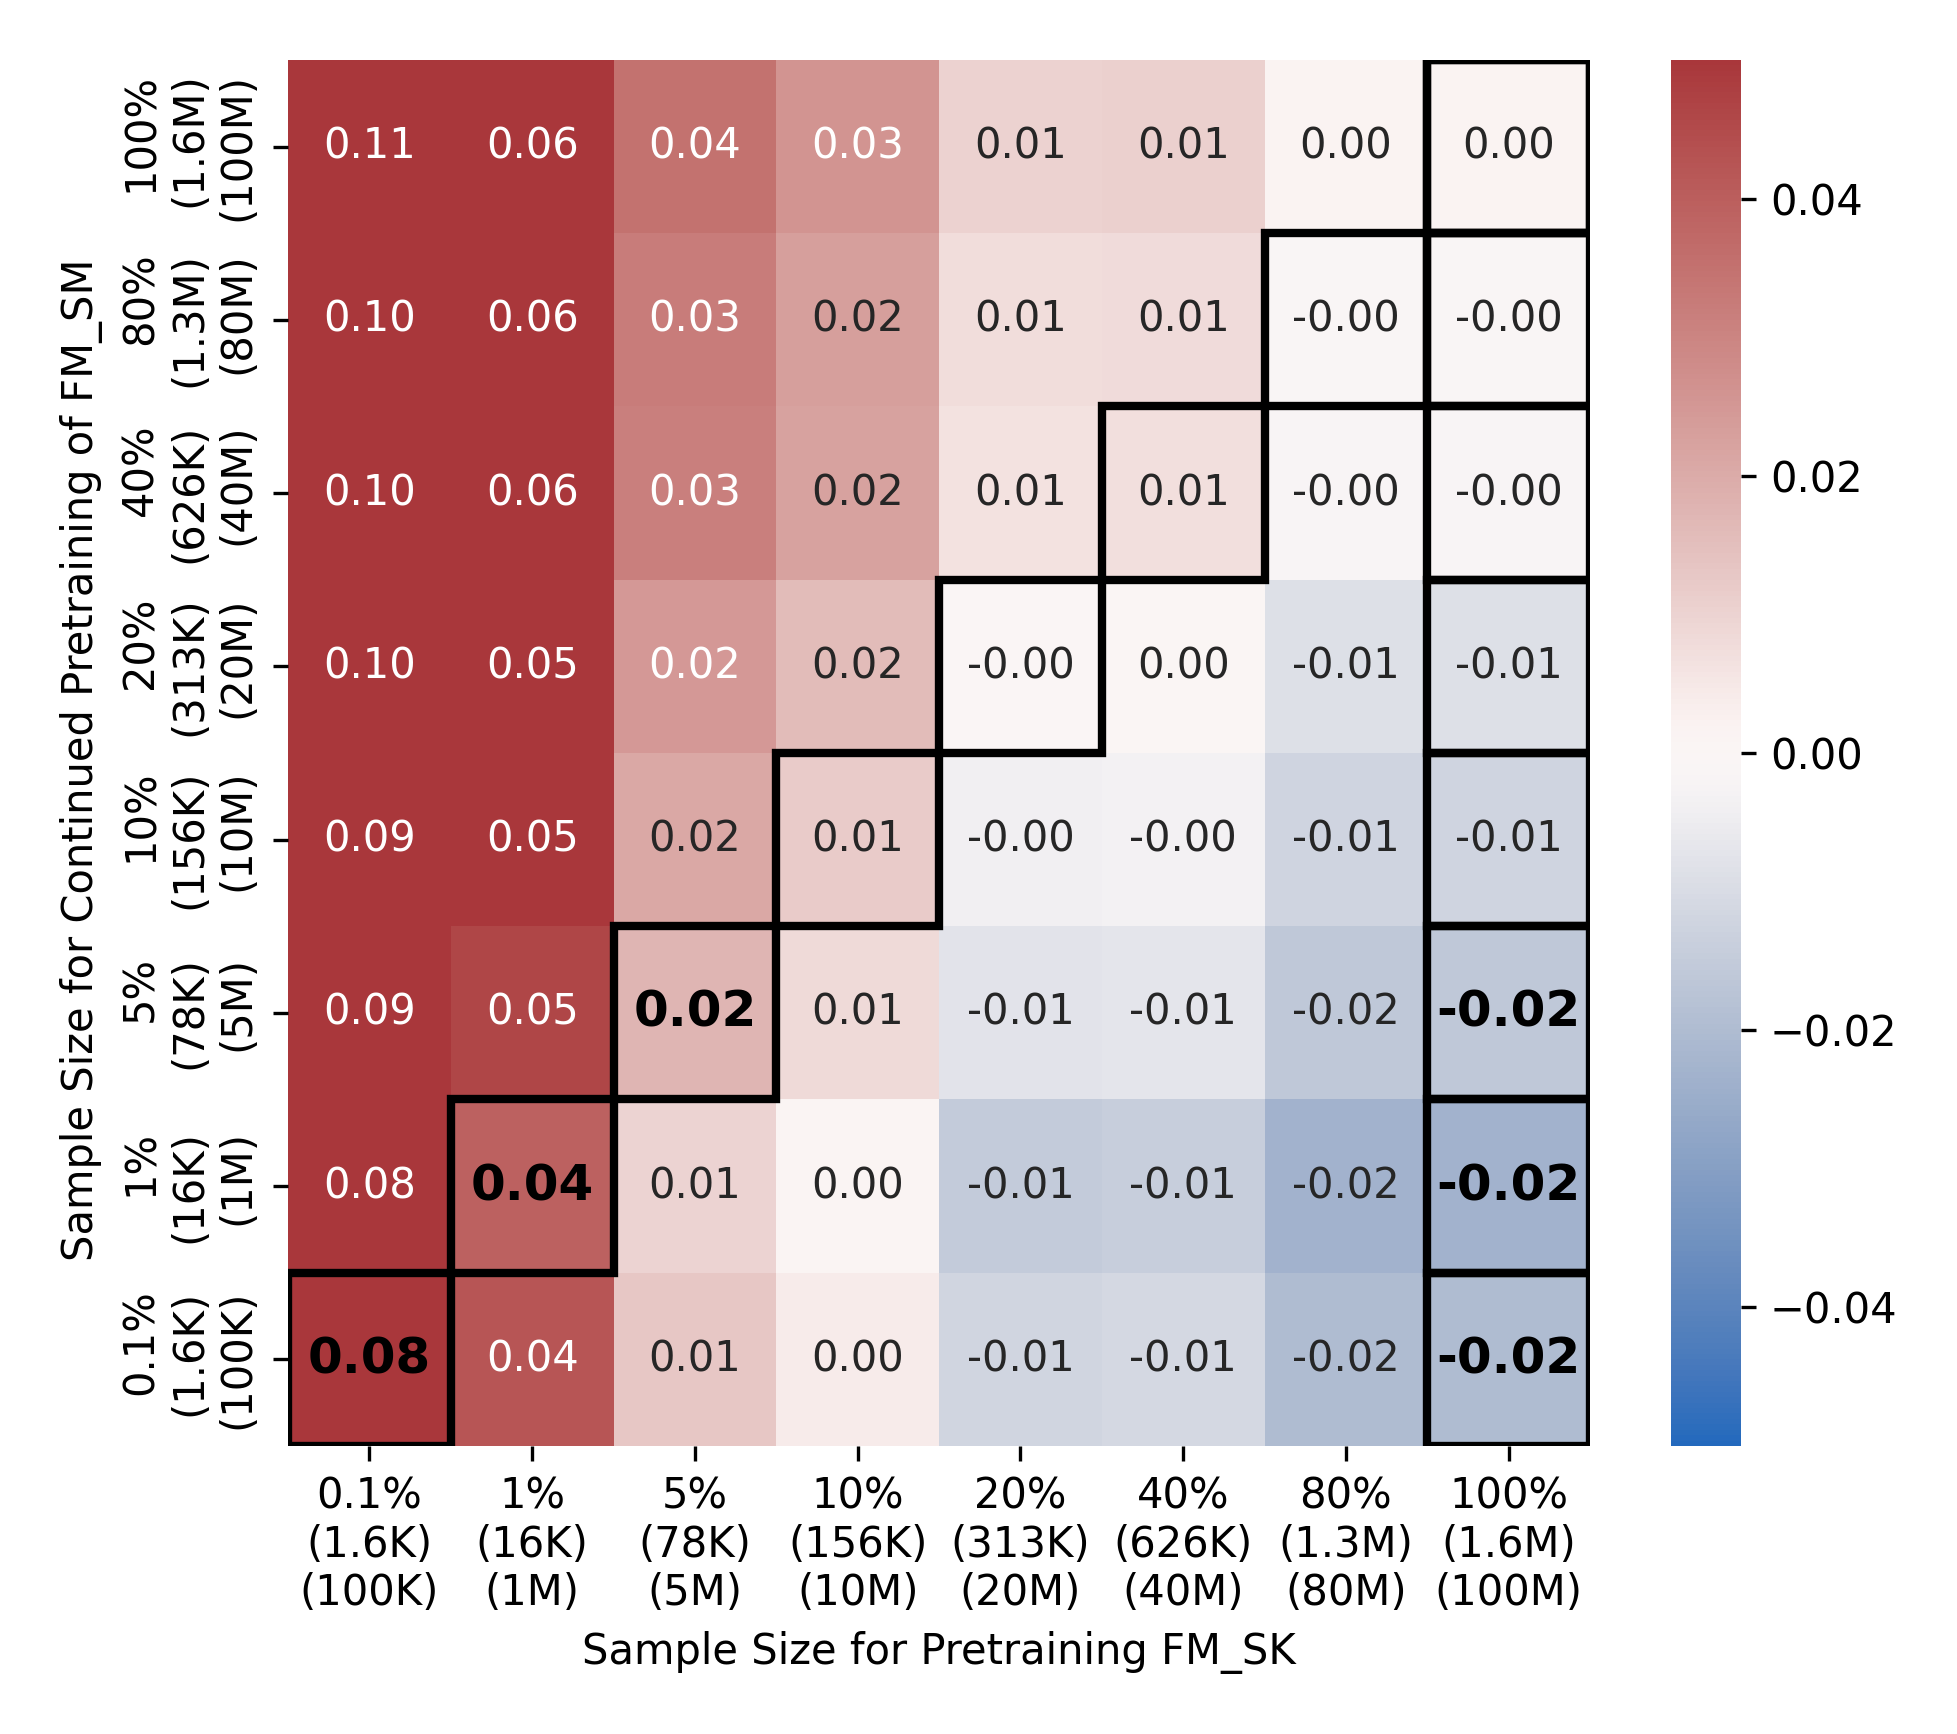 Sample Size for Continued Pretraining of FM_SM
100%
(1.6M)
(100M)
0.11 0.06 0.04 0.03 0.01 0.01 0.00 0.00
80%
(1.3M)
(80M)
0.10 0.06 0.03 0.02 0.01 0.01 -0.00 -0.00
40%
(626K)
(40M)
0.10 0.06 0.03 0.02 0.01 0.01 -0.00 -0.00
20%
(313K)
(20M)
0.10 0.05 0.02 0.02 -0.00 0.00 -0.01 -0.01
10%
(156K)
(10M)
0.09 0.05 0.02 0.01 -0.00 -0.00 -0.01 -0.01
5%
(78K)
(5M)
0.09 0.05 0.02 0.01 -0.01 -0.01 -0.02 -0.02
1%
(16K)
(1M)
0.08 0.04 0.01 0.00 -0.01 -0.01 -0.02 -0.02
0.1%
(1.6K)
(100K)
0.08 0.04 0.01 0.00 -0.01 -0.01 -0.02 -0.02
0.1% 1% 5% 10% 20% 40% 80% 100%
(1.6K) (16K) (78K) (156K) (313K) (626K) (1.3M) (1.6M)
(100K) (1M) (5M) (10M) (20M) (40M) (80M) (100M)
Sample Size for Pretraining FM_SK
0.04
0.02
0.00
−0.02
−0.04